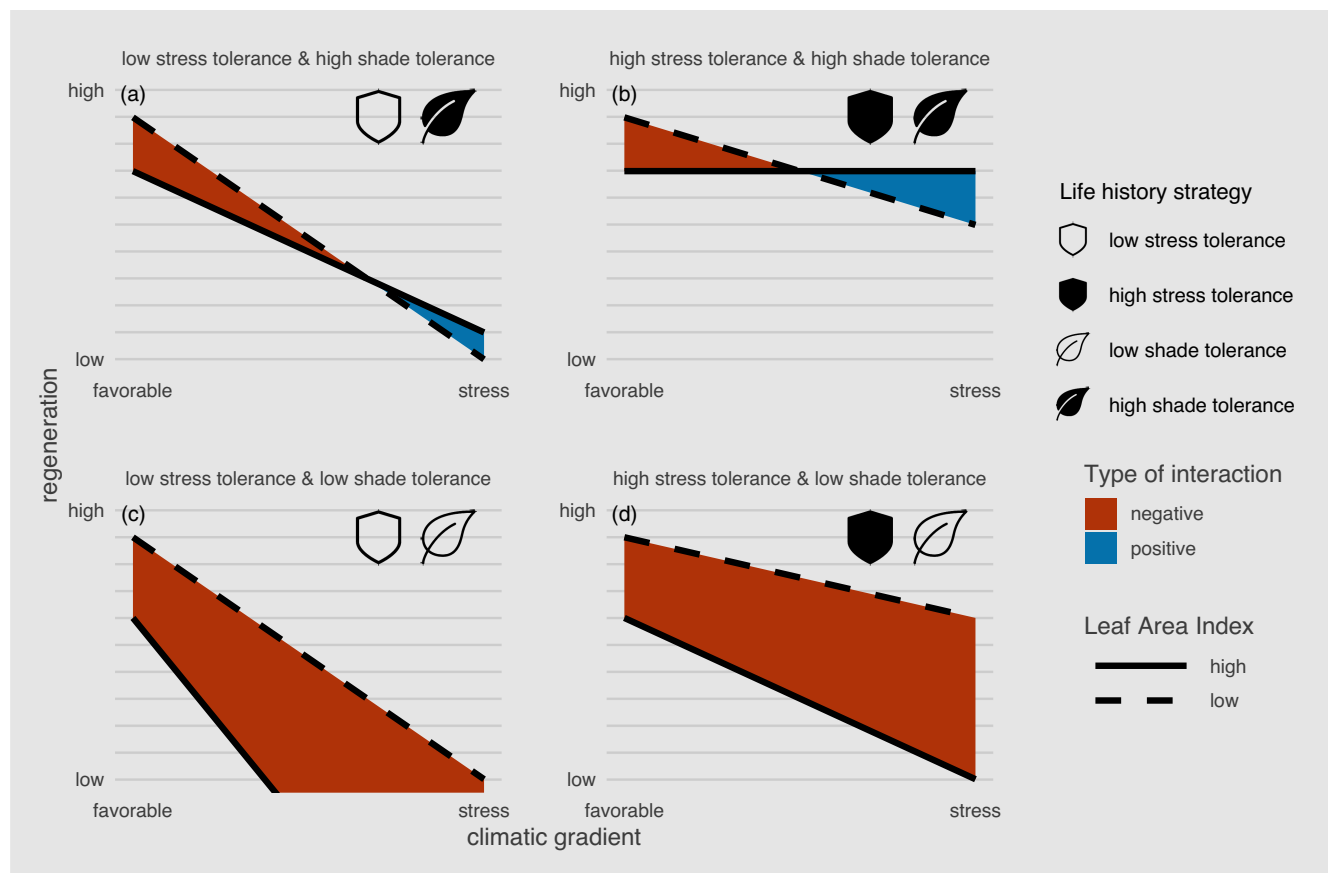 low stress tolerance & high shade tolerance
high
(a)
low
favorable
stress
high stress tolerance & high shade tolerance
high
(b)
low
favorable
stress
regeneration
low stress tolerance & low shade tolerance
high
(c)
low
favorable
stress
high stress tolerance & low shade tolerance
high
(d)
low
favorable
stress
climatic gradient
Life history strategy
low stress tolerance
high stress tolerance
low shade tolerance
high shade tolerance
Type of interaction
negative
positive
Leaf Area Index
high
low